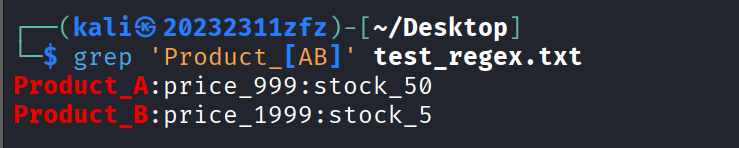 ┌──(kali㉿20232311zfz)-[~/Desktop]
└─$ grep 'Product_[AB]' test_regex.txt
Product_A:price_999:stock_50
Product_B:price_1999:stock_5